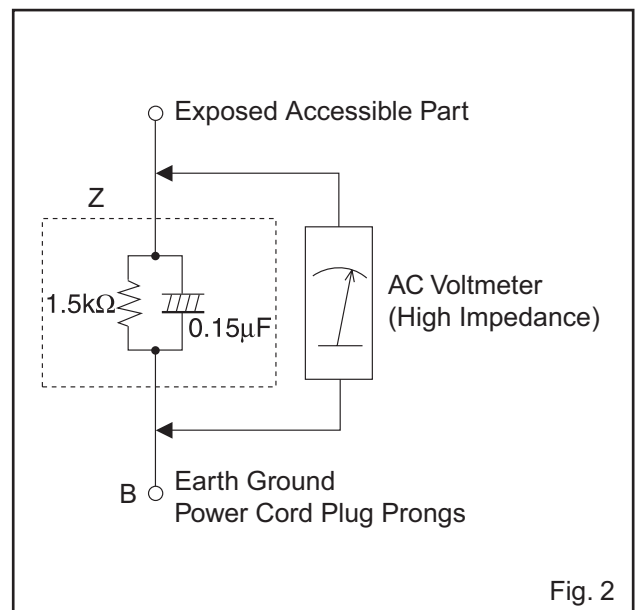 Exposed Accessible Part
Z
1.5kΩ
0.15μF
AC Voltmeter
(High Impedance)
B
Earth Ground
Power Cord Plug Prongs
Fig. 2